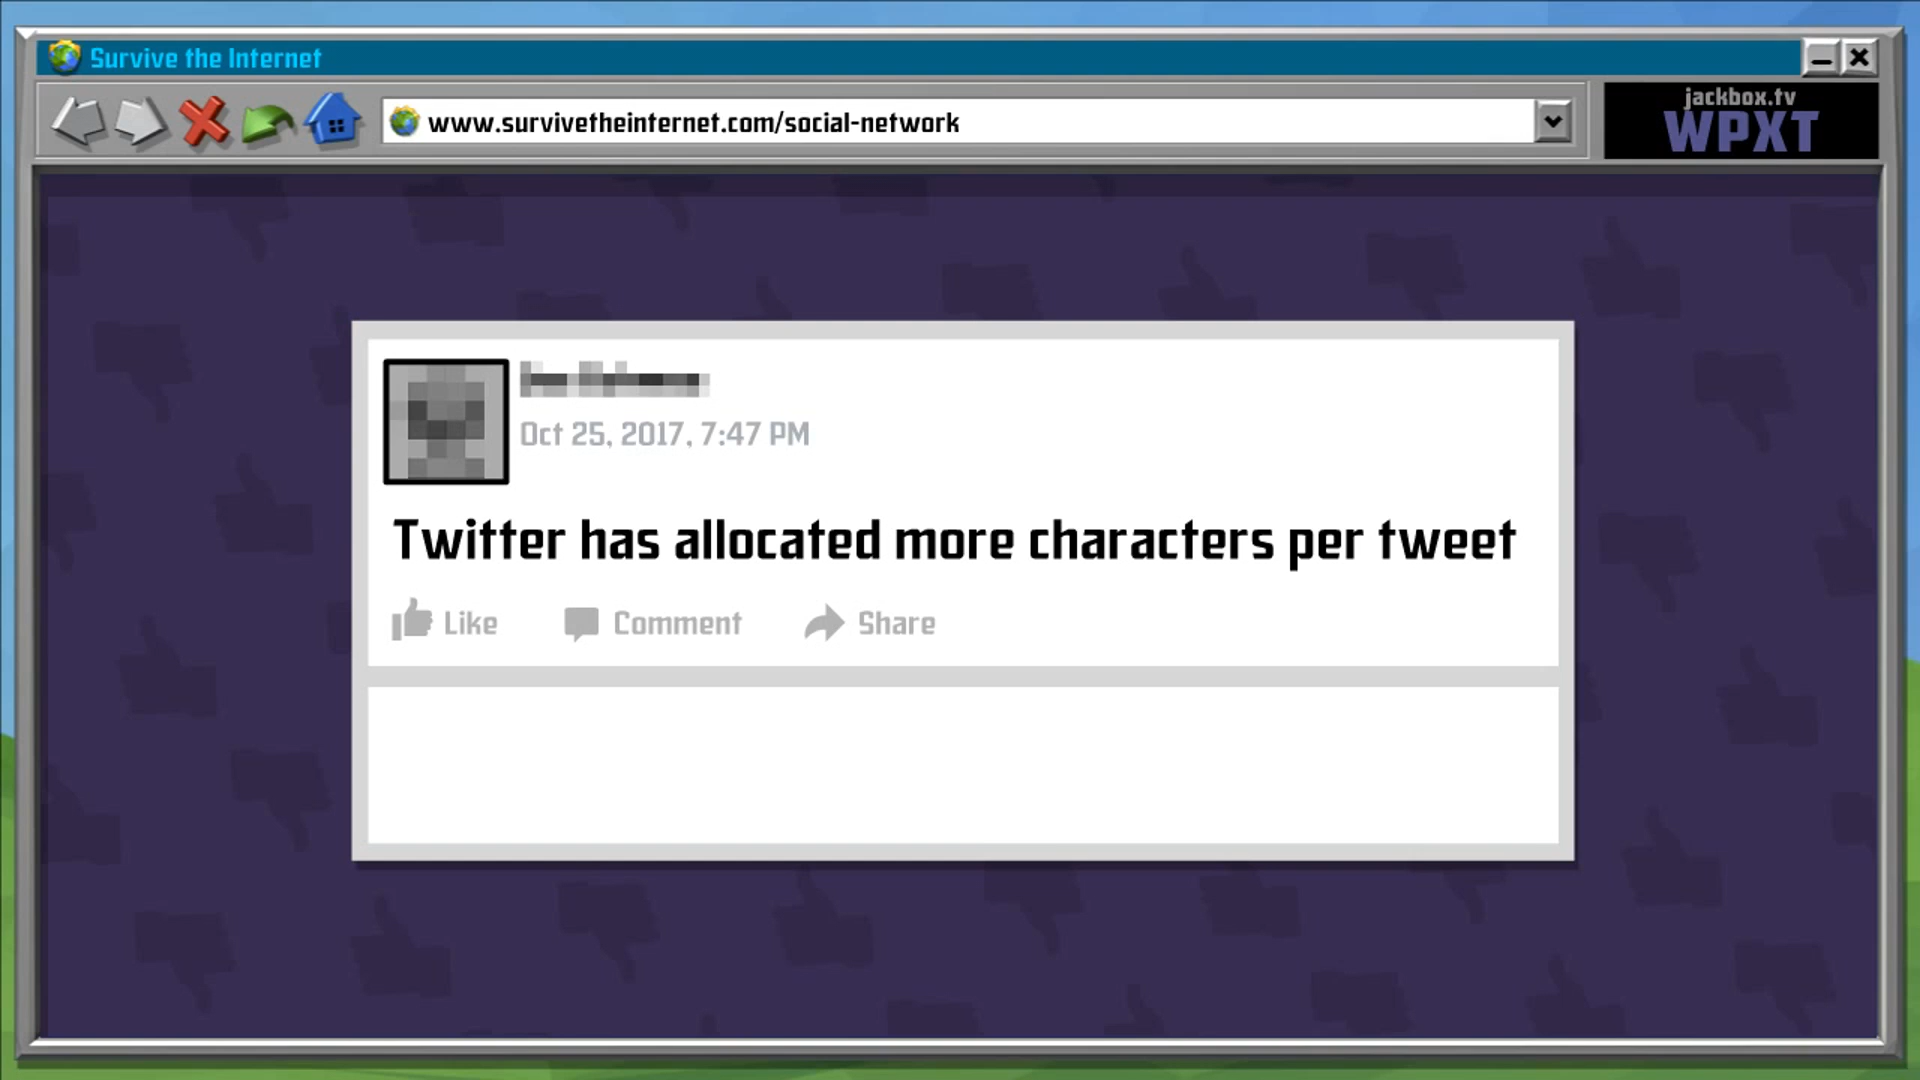 Survive the Internet
www.survivetheinternet.com/social-network
jackbox.tv
WPXT
Oct 25, 2017, 7:47 PM
Twitter has allocated more characters per tweet
Like
Comment
Share